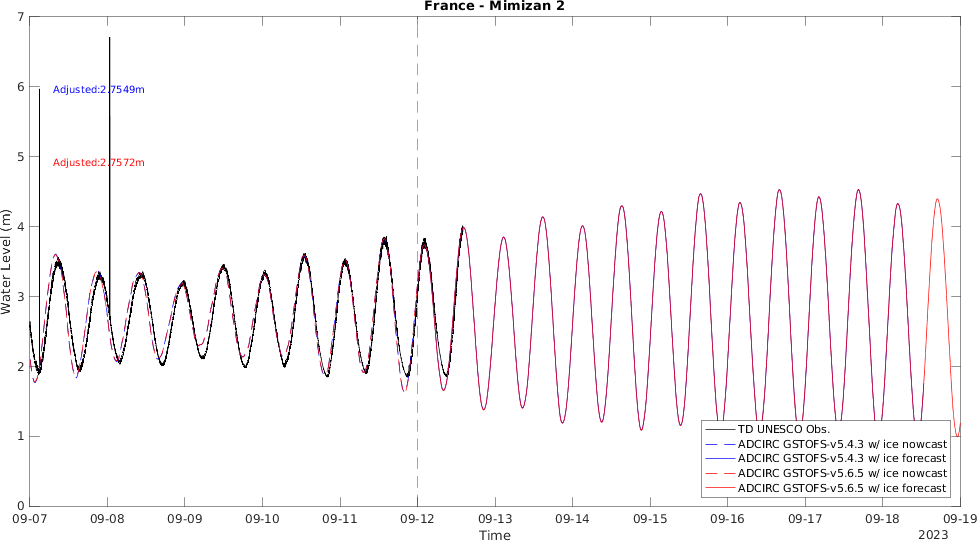 France - Mimizan 2
7
6
5
4
3
2
1
0
Water Level (m)
Adjusted:2.7549m
Adjusted:2.7572m
TD UNESCO Obs.
ADCIRC GSTOFS-v5.4.3 w/ ice nowcast
ADCIRC GSTOFS-v5.4.3 w/ ice forecast
ADCIRC GSTOFS-v5.6.5 w/ ice nowcast
ADCIRC GSTOFS-v5.6.5 w/ ice forecast
09-07 09-08 09-09 09-10 09-11 09-12 09-13 09-14 09-15 09-16 09-17 09-18 09-19
Time
2023